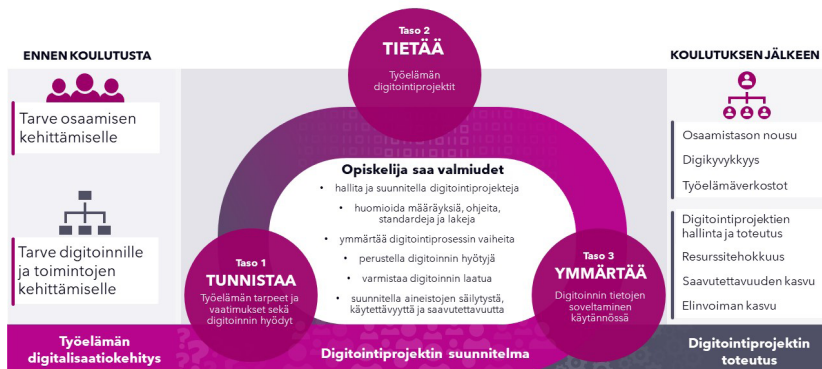 ENNEN KOULUTUSTA
Tarve osaamisen
kehittämiselle
Tarve digitoinnille
ja toimintojen
kehittämiselle
Työelämän
digitalisaatiokehitys
Taso 2
TIETÄÄ
Työelämän
digitointiprojektit
Opiskelija saa valmiudet
• hallita ja suunnitella digitointiprojekteja
• huomioida määräyksiä, ohjeita,
standardeja ja lakeja
• ymmärtää digitointiprosessin vaiheita
• perustella digitoinnin hyötyjä
• varmistaa digitoinnin laatua
• suunnitella aineistojen säilytystä,
käytettävyyttä ja saavutettavuutta
Taso 1
TUNNISTAA
Työelämän tarpeet ja
vaatimukset sekä
digitoinnin hyödyt
Taso 3
YMMÄRTÄÄ
Digitoinnin tietojen
soveltaminen
käytännössä
Digitointiprojektin suunnitelma
KOULUTUKSEN JÄLKEEN
Osaamistason nousu
Digikyvykkyys
Työelämäverkostot
Digitointiprojektien
hallinta ja toteutus
Resurssitehokkuus
Saavutettavuuden kasvu
Elinvoiman kasvu
Digitointiprojektin
toteutus